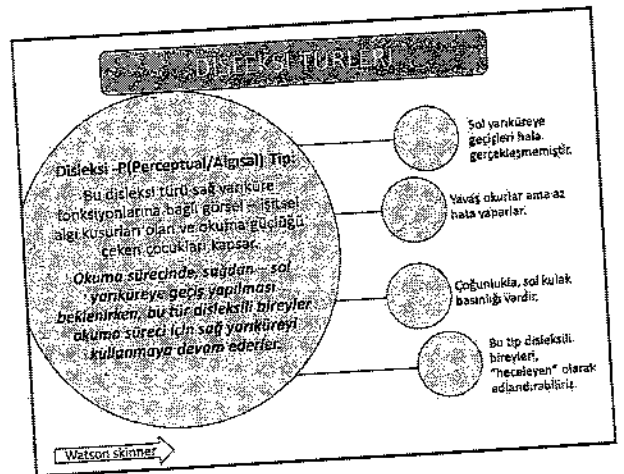 DİSLEKSİ TÜRLERİ
Disleksi -P(Perceptual/Algısal) Tip:
Bu disleksi türü sağ yarıküre
fonksiyonlarına bağlı görsel – işitsel
algı kusurları olan ve okuma güçlüğü
çeken çocukları kapsar.
Okuma sürecinde, sağdan – sol
yarıküreye geçiş yapılması
beklenirken, bu tür disleksili bireyler
okuma süreci için sağ yarıküreyi
kullanmaya devam ederler.
Sol yarıküreye
geçişleri hala
gerçekleşmemiştir.
Yavaş okurlar ama az
hata yaparlar.
Çoğunlukla, sol kulak
basınlığı vardır.
Bu tip disleksili
bireyleri,
"heceleyen" olarak
adlandırabiliriz.
Watson skinner